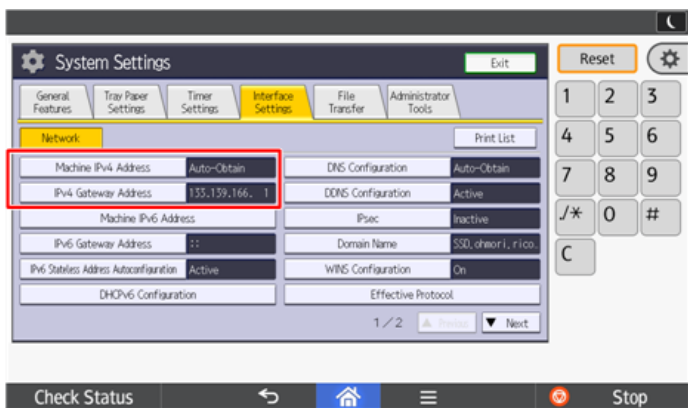 System Settings
Exit
Reset
General Features
Tray Paper Settings
Timer Settings
Interface Settings
File Transfer
Administrator Tools
Network
Print List
Machine IPv4 Address Auto-Obtain
DNS Configuration Auto-Obtain
IPv4 Gateway Address 133.139.166. 1
DDNS Configuration Active
Machine IPv6 Address
IPsec Inactive
IPv6 Gateway Address ::
Domain Name SSD.ohmori.rico.
IPv6 Stateless Address Autoconfiguration Active
WINS Configuration On
DHCPv6 Configuration
Effective Protocol
1/2 ▲ Previous ▼ Next
1 2 3
4 5 6
7 8 9
./* 0 #
C
Check Status
Stop